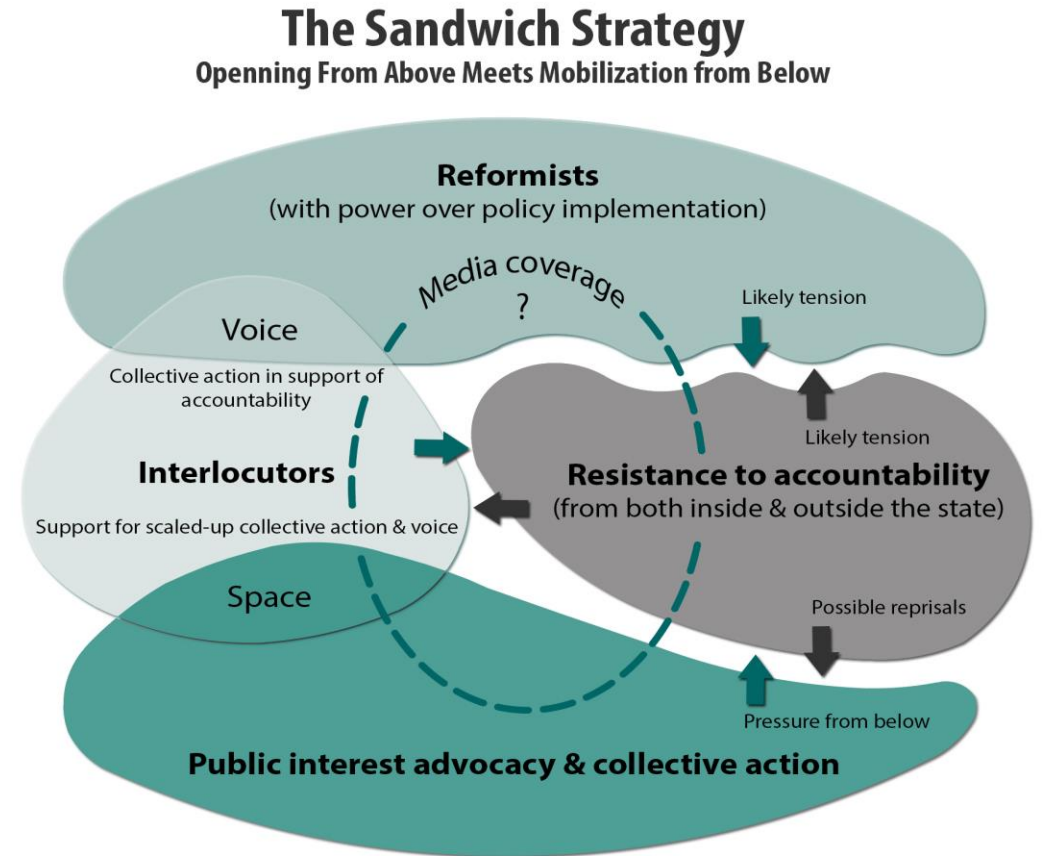 The Sandwich Strategy
Openning From Above Meets Mobilization from Below
Reformists
(with power over policy implementation)
Media coverage
?
Likely tension
Voice
Collective action in support of
accountability
Likely tension
Interlocutors
Resistance to accountability
(from both inside & outside the state)
Support for scaled-up collective action & voice
Space
Possible reprisals
Pressure from below
Public interest advocacy & collective action